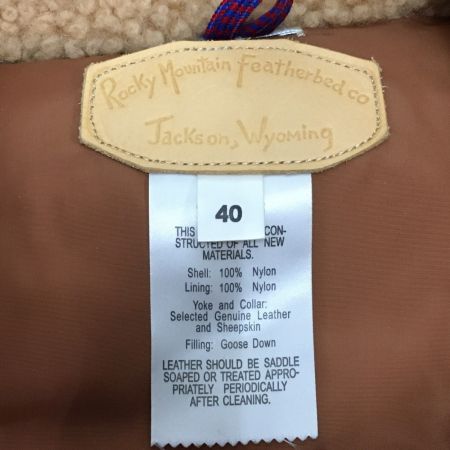 Rocky Mountain Featherbed co
Jackson, Wyoming
40
THIS CON-
STRUCTED OF ALL NEW
MATERIALS.
Shell: 100% Nylon
Lining: 100% Nylon
Yoke and Collar:
Selected Genuine Leather
and Sheepskin
Filling: Goose Down
LEATHER SHOULD BE SADDLE
SOAPED OR TREATED APPRO-
PRIATELY PERIODICALLY
AFTER CLEANING.